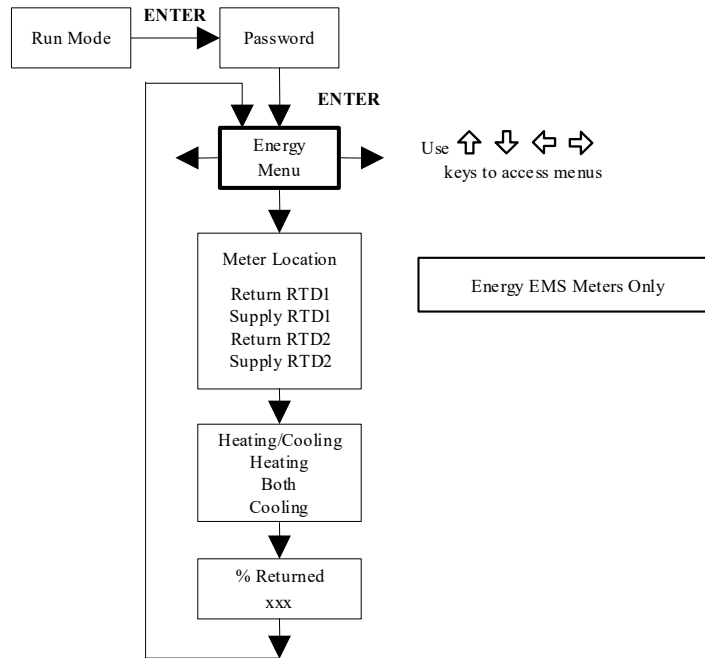 ENTER
Run Mode
Password
ENTER
Energy
Menu
Use
keys to access menus
Meter Location
Return RTD1
Supply RTD1
Return RTD2
Supply RTD2
Energy EMS Meters Only
Heating/Cooling
Heating
Both
Cooling
% Returned
xxx